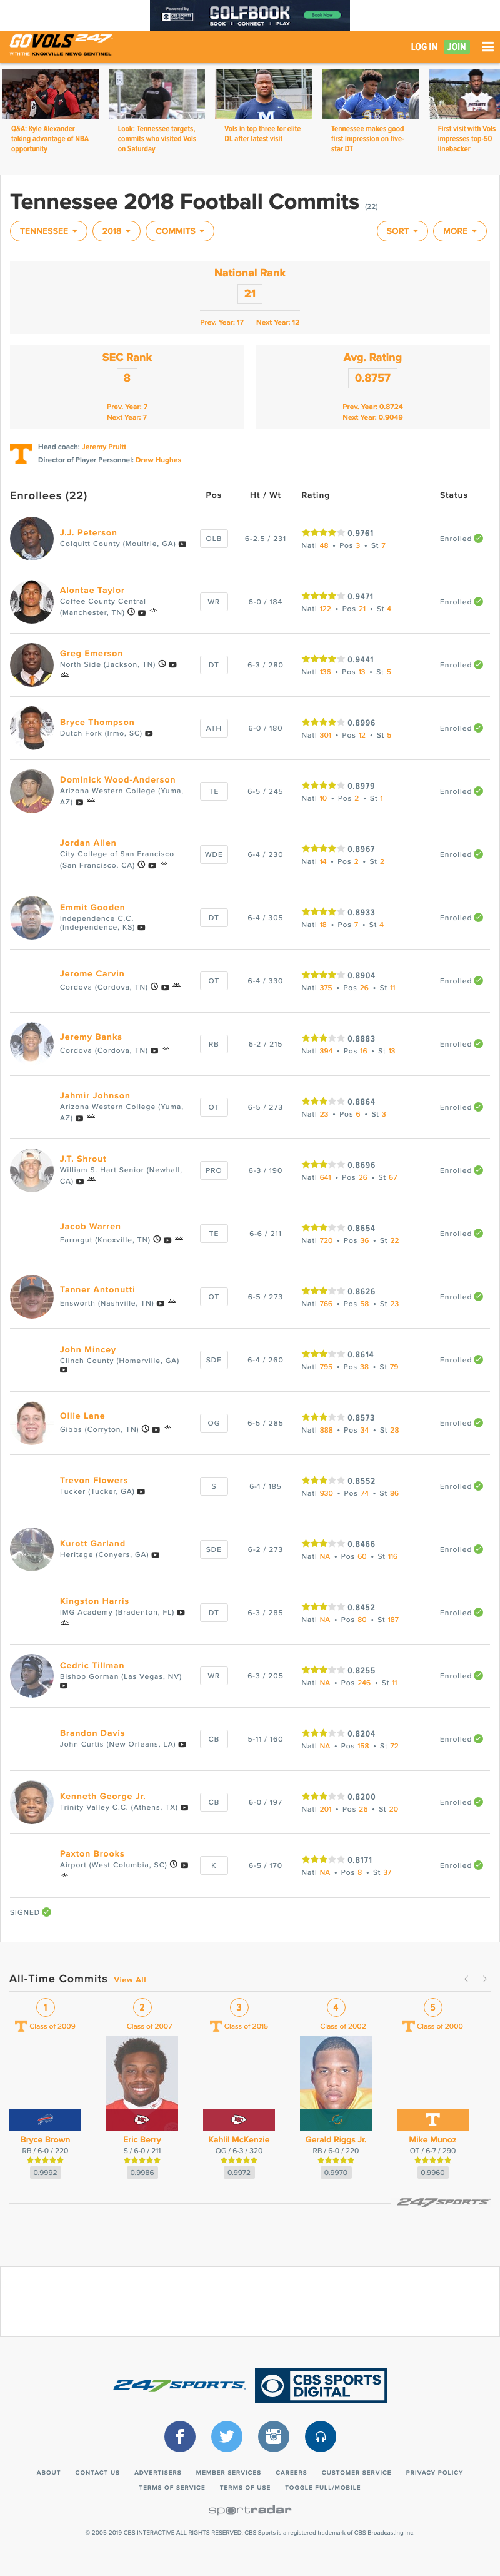 Powered by
CBS SPORTS
GOLFBOOK
BOOK • CONNECT • PLAY
Book Now
GOVOLS 247
WITH THE KNOXVILLE NEWS SENTINEL
LOG IN JOIN
Q&A: Kyle Alexander
taking advantage of NBA
opportunity
Look: Tennessee targets,
commits who visited Vols
on Saturday
Vols in top three for elite
DL after latest visit
Tennessee makes good
first impression on five-
star DT
First visit with Vols
impresses top-50
linebacker
Tennessee 2018 Football Commits (22)
TENNESSEE 2018 COMMITS SORT MORE
National Rank
21
Prev. Year: 17 Next Year: 12
SEC Rank
8
Prev. Year: 7
Next Year: 7
Avg. Rating
0.8757
Prev. Year: 0.8724
Next Year: 0.9049
Head coach: Jeremy Pruitt
Director of Player Personnel: Drew Hughes
Enrollees (22) Pos Ht / Wt Rating Status
J.J. Peterson
Colquitt County (Moultrie, GA)
OLB 6-2.5 / 231 0.9761
Natl 48 • Pos 3 • St 7
Enrolled
Alontae Taylor
Coffee County Central
(Manchester, TN)
WR 6-0 / 184 0.9471
Natl 122 • Pos 21 • St 4
Enrolled
Greg Emerson
North Side (Jackson, TN)
DT 6-3 / 280 0.9441
Natl 136 • Pos 13 • St 5
Enrolled
Bryce Thompson
Dutch Fork (Irmo, SC)
ATH 6-0 / 180 0.8996
Natl 301 • Pos 12 • St 5
Enrolled
Dominick Wood-Anderson
Arizona Western College (Yuma,
AZ)
TE 6-5 / 245 0.8979
Natl 10 • Pos 2 • St 1
Enrolled
Jordan Allen
City College of San Francisco
(San Francisco, CA)
WDE 6-4 / 230 0.8967
Natl 14 • Pos 2 • St 2
Enrolled
Emmit Gooden
Independence C.C.
(Independence, KS)
DT 6-4 / 305 0.8933
Natl 18 • Pos 7 • St 4
Enrolled
Jerome Carvin
Cordova (Cordova, TN)
OT 6-4 / 330 0.8904
Natl 375 • Pos 26 • St 11
Enrolled
Jeremy Banks
Cordova (Cordova, TN)
RB 6-2 / 215 0.8883
Natl 394 • Pos 16 • St 13
Enrolled
Jahmir Johnson
Arizona Western College (Yuma,
AZ)
OT 6-5 / 273 0.8864
Natl 23 • Pos 6 • St 3
Enrolled
J.T. Shrout
William S. Hart Senior (Newhall,
CA)
PRO 6-3 / 190 0.8696
Natl 641 • Pos 26 • St 67
Enrolled
Jacob Warren
Farragut (Knoxville, TN)
TE 6-6 / 211 0.8654
Natl 720 • Pos 36 • St 22
Enrolled
Tanner Antonutti
Ensworth (Nashville, TN)
OT 6-5 / 273 0.8626
Natl 766 • Pos 58 • St 23
Enrolled
John Mincey
Clinch County (Homerville, GA)
SDE 6-4 / 260 0.8614
Natl 795 • Pos 38 • St 79
Enrolled
Ollie Lane
Gibbs (Corryton, TN)
OG 6-5 / 285 0.8573
Natl 888 • Pos 34 • St 28
Enrolled
Trevon Flowers
Tucker (Tucker, GA)
S 6-1 / 185 0.8552
Natl 930 • Pos 74 • St 86
Enrolled
Kurott Garland
Heritage (Conyers, GA)
SDE 6-2 / 273 0.8466
Natl NA • Pos 60 • St 116
Enrolled
Kingston Harris
IMG Academy (Bradenton, FL)
DT 6-3 / 285 0.8452
Natl NA • Pos 80 • St 187
Enrolled
Cedric Tillman
Bishop Gorman (Las Vegas, NV)
WR 6-3 / 205 0.8255
Natl NA • Pos 246 • St 11
Enrolled
Brandon Davis
John Curtis (New Orleans, LA)
CB 5-11 / 160 0.8204
Natl NA • Pos 158 • St 72
Enrolled
Kenneth George Jr.
Trinity Valley C.C. (Athens, TX)
CB 6-0 / 197 0.8200
Natl 201 • Pos 26 • St 20
Enrolled
Paxton Brooks
Airport (West Columbia, SC)
K 6-5 / 170 0.8171
Natl NA • Pos 8 • St 37
Enrolled
SIGNED
All-Time Commits View All
1
Class of 2009
Bryce Brown
RB / 6-0 / 220
0.9992
2
Class of 2007
Eric Berry
S / 6-0 / 211
0.9986
3
Class of 2015
Kahlil McKenzie
OG / 6-3 / 320
0.9972
4
Class of 2002
Gerald Riggs Jr.
RB / 6-0 / 220
0.9970
5
Class of 2000
Mike Munoz
OT / 6-7 / 290
0.9960
247SPORTS
247SPORTS
CBS SPORTS
DIGITAL
ABOUT CONTACT US ADVERTISERS MEMBER SERVICES CAREERS CUSTOMER SERVICE PRIVACY POLICY
TERMS OF SERVICE TERMS OF USE TOGGLE FULL/MOBILE
sportradar
© 2005-2019 CBS INTERACTIVE ALL RIGHTS RESERVED. CBS Sports is a registered trademark of CBS Broadcasting Inc.